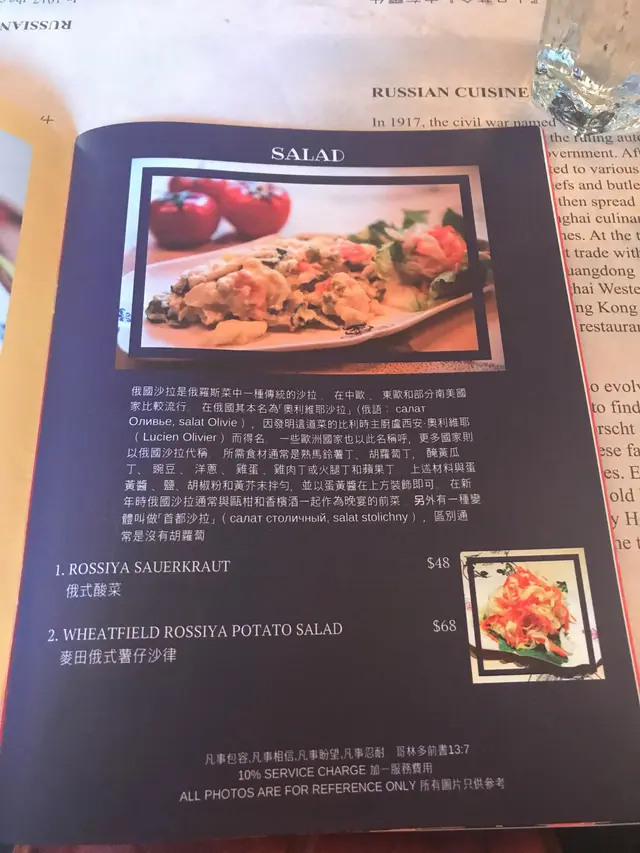 RUSSIAN
RUSSIAN CUISINE
In 1917, the civil war named
the ruling auto
SALAD
俄國沙拉是俄羅斯菜中一種傳統的沙拉。 在中歐、 東歐和部分南美國
家比較流行。 在俄國其本名為「奧利維耶沙拉」(俄語：салат
Оливье, salat Olivie )， 因發明這道菜的比利時主廚盧西安·奧利維耶
( Lucien Olivier ) 而得名。 一些歐洲國家也以此名稱呼， 更多國家則
以俄國沙拉代稱。 所需食材通常是熟馬鈴薯丁、 胡蘿蔔丁， 醃黃瓜
丁、 豌豆、 洋蔥、 雞蛋、 雞肉丁或火腿丁和蘋果丁。 上述材料與蛋
黃醬、 鹽、 胡椒粉和黃芥末拌勻， 並以蛋黃醬在上方裝飾即可。 在新
年時俄國沙拉通常與甌柑和香檳酒一起作為晚宴的前菜。 另外有一種變
體叫做「首都沙拉」( салат столичный, salat stolichny )， 區別通
常是沒有胡蘿蔔
1. ROSSIYA SAUERKRAUT $48
俄式酸菜
2. WHEATFIELD ROSSIYA POTATO SALAD $68
麥田俄式薯仔沙律
凡事包容,凡事相信,凡事盼望,凡事忍耐 哥林多前書13:7
10% SERVICE CHARGE 加一服務費用
ALL PHOTOS ARE FOR REFERENCE ONLY 所有圖片只供參考